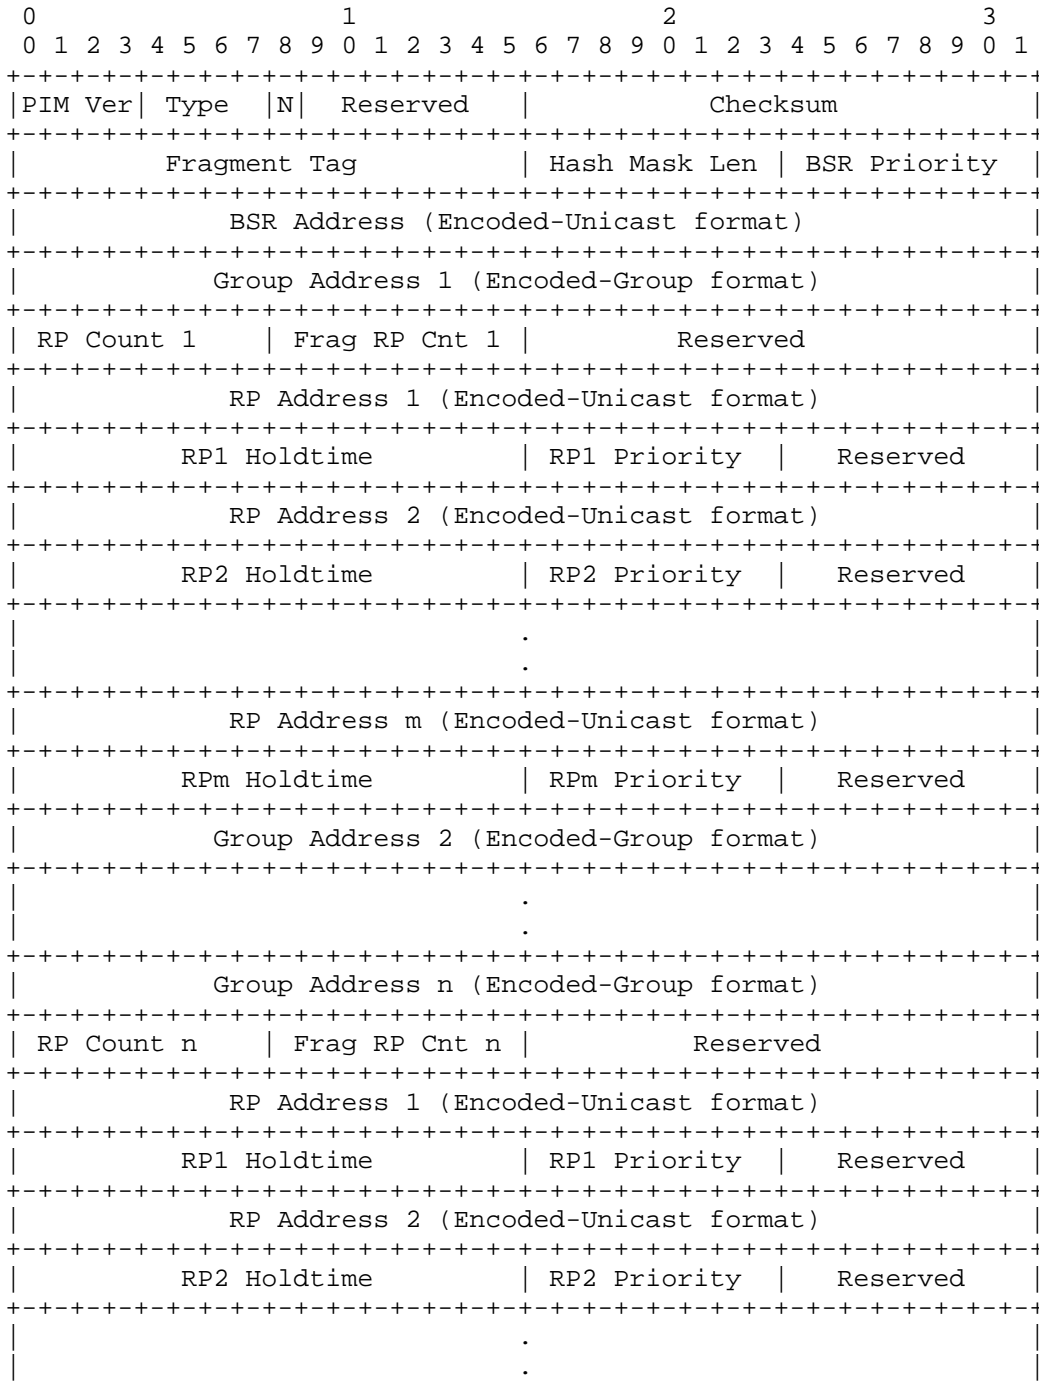 0                   1                   2                   3
0 1 2 3 4 5 6 7 8 9 0 1 2 3 4 5 6 7 8 9 0 1 2 3 4 5 6 7 8 9 0 1
+-+-+-+-+-+-+-+-+-+-+-+-+-+-+-+-+-+-+-+-+-+-+-+-+-+-+-+-+-+-+-+-+
|PIM Ver| Type  |N|  Reserved   |           Checksum            |
+-+-+-+-+-+-+-+-+-+-+-+-+-+-+-+-+-+-+-+-+-+-+-+-+-+-+-+-+-+-+-+-+
|         Fragment Tag          | Hash Mask Len | BSR Priority  |
+-+-+-+-+-+-+-+-+-+-+-+-+-+-+-+-+-+-+-+-+-+-+-+-+-+-+-+-+-+-+-+-+
|             BSR Address (Encoded-Unicast format)              |
+-+-+-+-+-+-+-+-+-+-+-+-+-+-+-+-+-+-+-+-+-+-+-+-+-+-+-+-+-+-+-+-+
|            Group Address 1 (Encoded-Group format)             |
+-+-+-+-+-+-+-+-+-+-+-+-+-+-+-+-+-+-+-+-+-+-+-+-+-+-+-+-+-+-+-+-+
| RP Count 1    | Frag RP Cnt 1 |         Reserved              |
+-+-+-+-+-+-+-+-+-+-+-+-+-+-+-+-+-+-+-+-+-+-+-+-+-+-+-+-+-+-+-+-+
|             RP Address 1 (Encoded-Unicast format)             |
+-+-+-+-+-+-+-+-+-+-+-+-+-+-+-+-+-+-+-+-+-+-+-+-+-+-+-+-+-+-+-+-+
|          RP1 Holdtime         | RP1 Priority  |   Reserved    |
+-+-+-+-+-+-+-+-+-+-+-+-+-+-+-+-+-+-+-+-+-+-+-+-+-+-+-+-+-+-+-+-+
|             RP Address 2 (Encoded-Unicast format)             |
+-+-+-+-+-+-+-+-+-+-+-+-+-+-+-+-+-+-+-+-+-+-+-+-+-+-+-+-+-+-+-+-+
|          RP2 Holdtime         | RP2 Priority  |   Reserved    |
+-+-+-+-+-+-+-+-+-+-+-+-+-+-+-+-+-+-+-+-+-+-+-+-+-+-+-+-+-+-+-+-+
|                               .                               |
|                               .                               |
+-+-+-+-+-+-+-+-+-+-+-+-+-+-+-+-+-+-+-+-+-+-+-+-+-+-+-+-+-+-+-+-+
|             RP Address m (Encoded-Unicast format)             |
+-+-+-+-+-+-+-+-+-+-+-+-+-+-+-+-+-+-+-+-+-+-+-+-+-+-+-+-+-+-+-+-+
|          RPm Holdtime         | RPm Priority  |   Reserved    |
+-+-+-+-+-+-+-+-+-+-+-+-+-+-+-+-+-+-+-+-+-+-+-+-+-+-+-+-+-+-+-+-+
|            Group Address 2 (Encoded-Group format)             |
+-+-+-+-+-+-+-+-+-+-+-+-+-+-+-+-+-+-+-+-+-+-+-+-+-+-+-+-+-+-+-+-+
|                               .                               |
|                               .                               |
+-+-+-+-+-+-+-+-+-+-+-+-+-+-+-+-+-+-+-+-+-+-+-+-+-+-+-+-+-+-+-+-+
|            Group Address n (Encoded-Group format)             |
+-+-+-+-+-+-+-+-+-+-+-+-+-+-+-+-+-+-+-+-+-+-+-+-+-+-+-+-+-+-+-+-+
| RP Count n    | Frag RP Cnt n |          Reserved             |
+-+-+-+-+-+-+-+-+-+-+-+-+-+-+-+-+-+-+-+-+-+-+-+-+-+-+-+-+-+-+-+-+
|             RP Address 1 (Encoded-Unicast format)             |
+-+-+-+-+-+-+-+-+-+-+-+-+-+-+-+-+-+-+-+-+-+-+-+-+-+-+-+-+-+-+-+-+
|          RP1 Holdtime         | RP1 Priority  |   Reserved    |
+-+-+-+-+-+-+-+-+-+-+-+-+-+-+-+-+-+-+-+-+-+-+-+-+-+-+-+-+-+-+-+-+
|             RP Address 2 (Encoded-Unicast format)             |
+-+-+-+-+-+-+-+-+-+-+-+-+-+-+-+-+-+-+-+-+-+-+-+-+-+-+-+-+-+-+-+-+
|          RP2 Holdtime         | RP2 Priority  |   Reserved    |
+-+-+-+-+-+-+-+-+-+-+-+-+-+-+-+-+-+-+-+-+-+-+-+-+-+-+-+-+-+-+-+-+
|                               .                               |
|                               .                               |